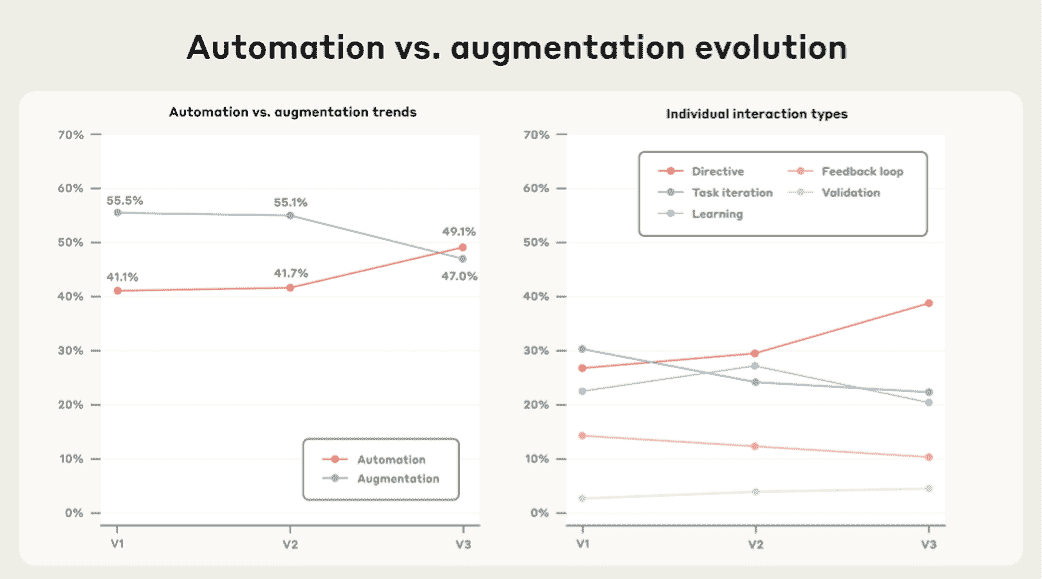 Automation vs. augmentation evolution
Automation vs. augmentation trends
70%
60%
50%
40%
30%
20%
10%
0%
55.5%
55.1%
49.1%
41.1%
41.7%
47.0%
Automation
Augmentation
V1 V2 V3
Individual interaction types
70%
60%
50%
40%
30%
20%
10%
0%
Directive Feedback loop
Task iteration Validation
Learning
V1 V2 V3